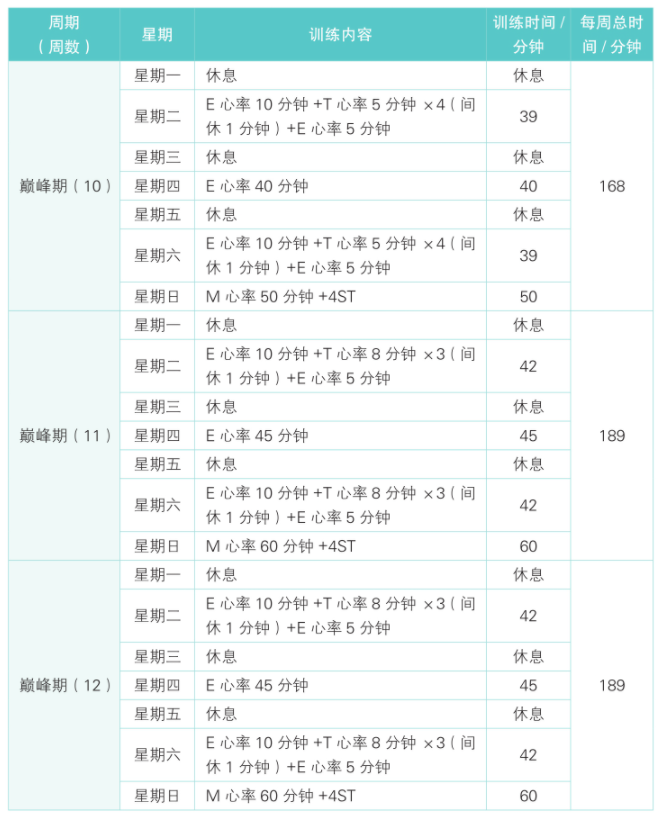 周期
（周数）
星期
训练内容
训练时间 /
分钟
每周总时
间 / 分钟
巅峰期（10）
星期一 休息 休息
星期二
E 心率 10 分钟 +T 心率 5 分钟 ×4（间
休 1 分钟）+E 心率 5 分钟
39
星期三 休息 休息
星期四 E 心率 40 分钟 40
168
星期五 休息 休息
星期六
E 心率 10 分钟 +T 心率 5 分钟 ×4（间
休 1 分钟）+E 心率 5 分钟
39
星期日 M 心率 50 分钟 +4ST 50
巅峰期（11）
星期一 休息 休息
星期二
E 心率 10 分钟 +T 心率 8 分钟 ×3（间
休 1 分钟）+E 心率 5 分钟
42
星期三 休息 休息
星期四 E 心率 45 分钟 45
189
星期五 休息 休息
星期六
E 心率 10 分钟 +T 心率 8 分钟 ×3（间
休 1 分钟）+E 心率 5 分钟
42
星期日 M 心率 60 分钟 +4ST 60
巅峰期（12）
星期一 休息 休息
星期二
E 心率 10 分钟 +T 心率 8 分钟 ×3（间
休 1 分钟）+E 心率 5 分钟
42
星期三 休息 休息
星期四 E 心率 45 分钟 45
189
星期五 休息 休息
星期六
E 心率 10 分钟 +T 心率 8 分钟 ×3（间
休 1 分钟）+E 心率 5 分钟
42
星期日 M 心率 60 分钟 +4ST 60